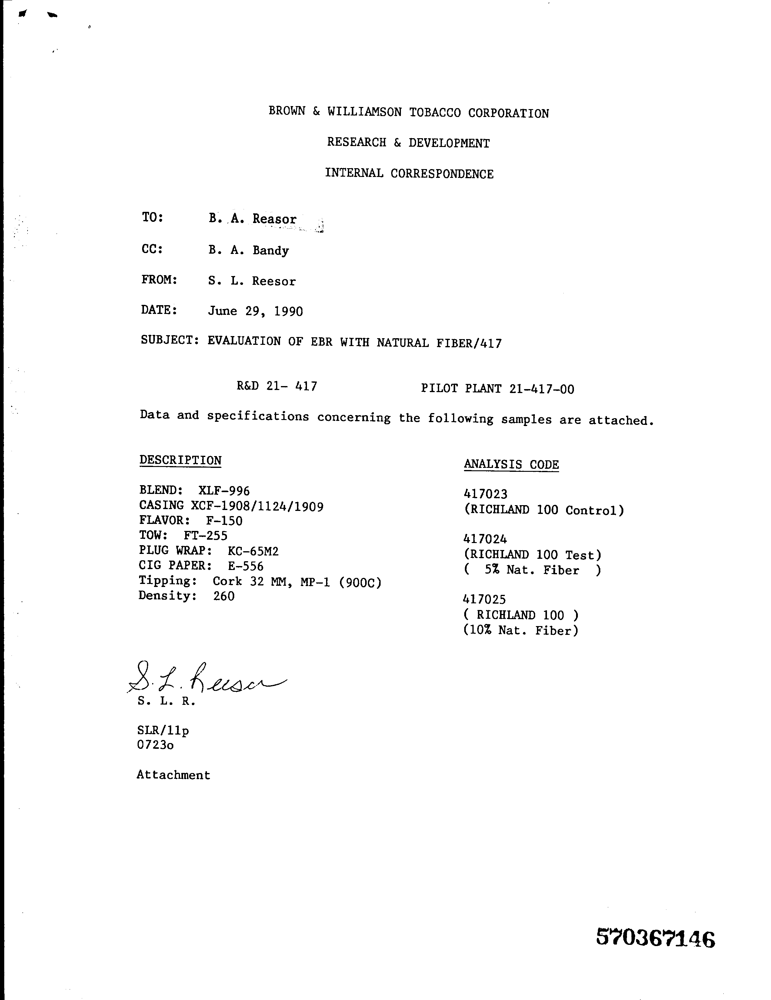 BROWN & WILLIAMSON TOBACCO CORPORATION
RESEARCH & DEVELOPMENT
INTERNAL CORRESPONDENCE
TO: B. A. Reasor
CC: B. A. Bandy
FROM: S. L. Reesor
DATE: June 29, 1990
SUBJECT: EVALUATION OF EBR WITH NATURAL FIBER/417
R&D 21- 417 PILOT PLANT 21-417-00
Data and specifications concerning the following samples are attached.
DESCRIPTION
BLEND: XLF-996
CASING XCF-1908/1124/1909
FLAVOR: F-150
TOW: FT-255
PLUG WRAP: KC-65M2
CIG PAPER: E-556
Tipping: Cork 32 MM, MP-1 (900C)
Density: 260
ANALYSIS CODE
417023
(RICHLAND 100 Control)
417024
(RICHLAND 100 Test)
( 5% Nat. Fiber )
417025
( RICHLAND 100 )
(10% Nat. Fiber)
S. L. Reesor
S. L. R.
SLR/11p
0723o
Attachment
570367146